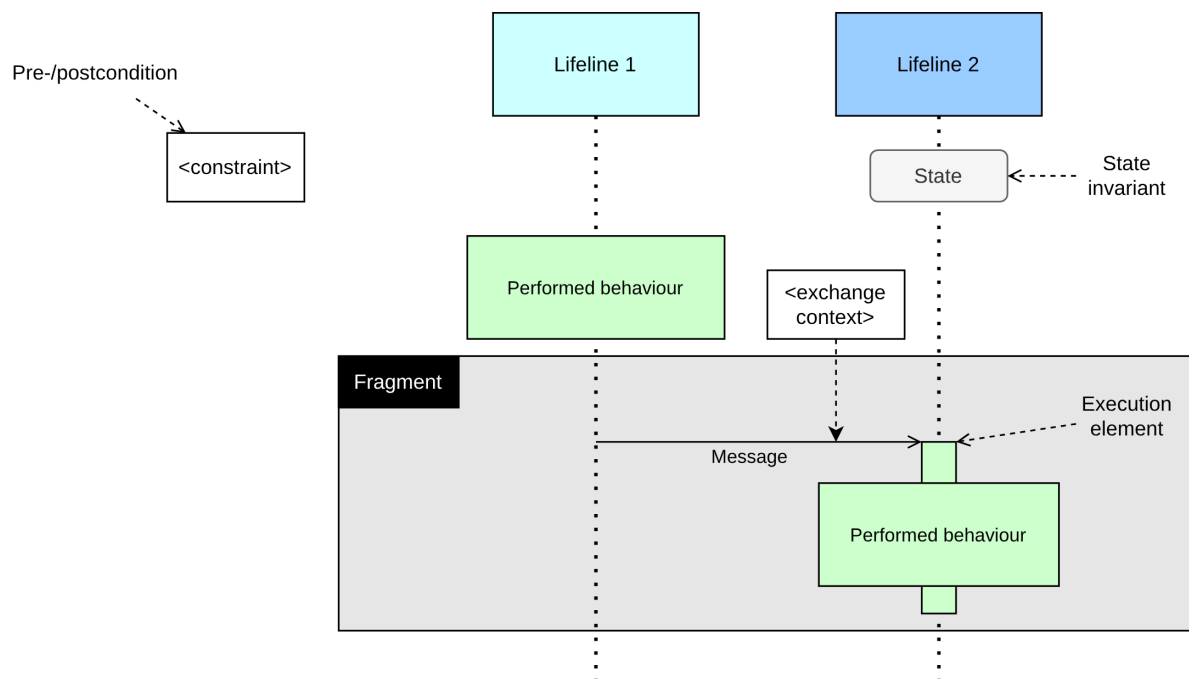 Lifeline 1
Lifeline 2
Pre-/postcondition
<constraint>
State
State
invariant
Performed behaviour
<exchange
context>
Fragment
Execution
element
Message
Performed behaviour